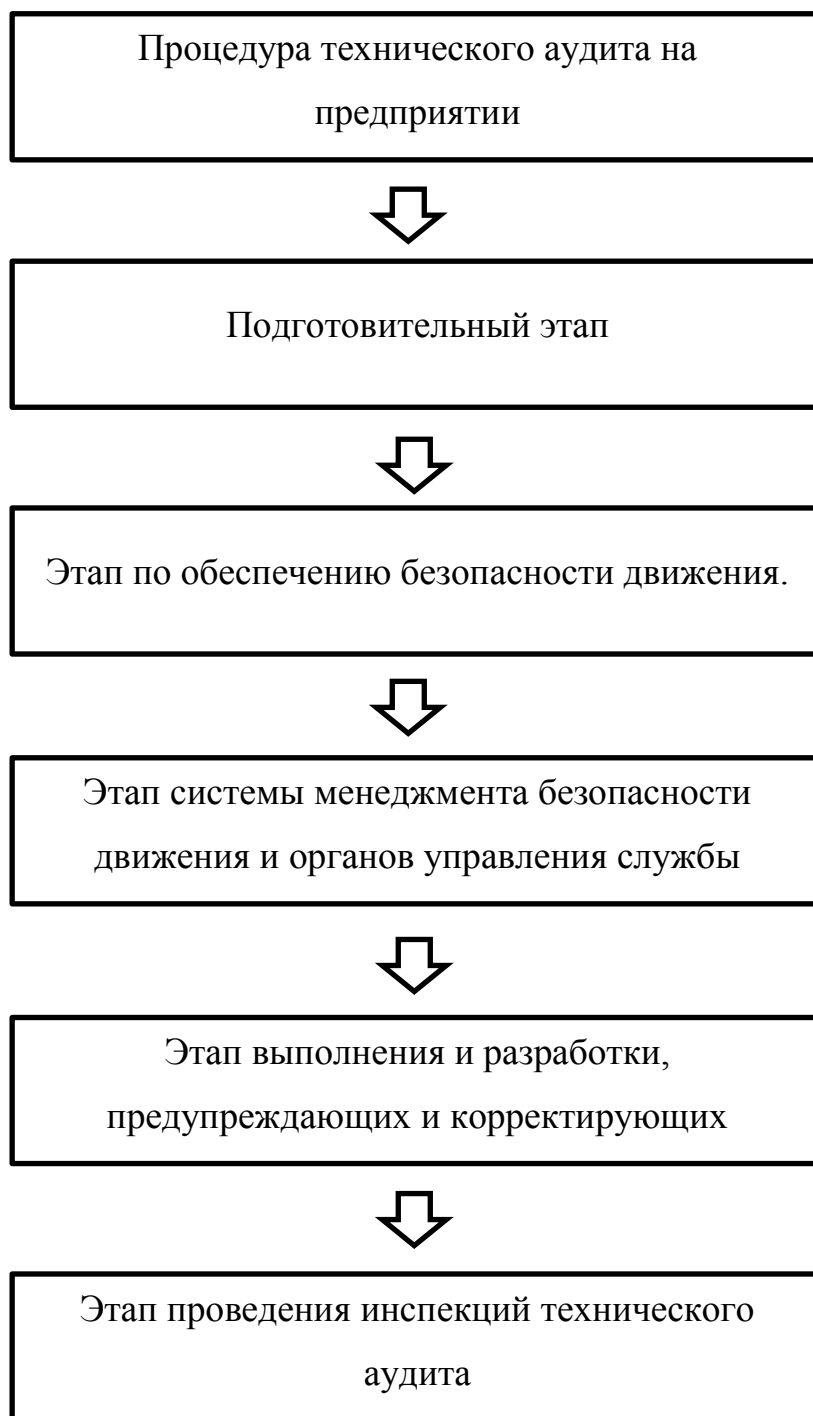 Процедура технического аудита на
предприятии
Подготовительный этап
Этап по обеспечению безопасности движения.
Этап системы менеджмента безопасности
движения и органов управления службы
Этап выполнения и разработки,
предупреждающих и корректирующих
Этап проведения инспекций технического
аудита